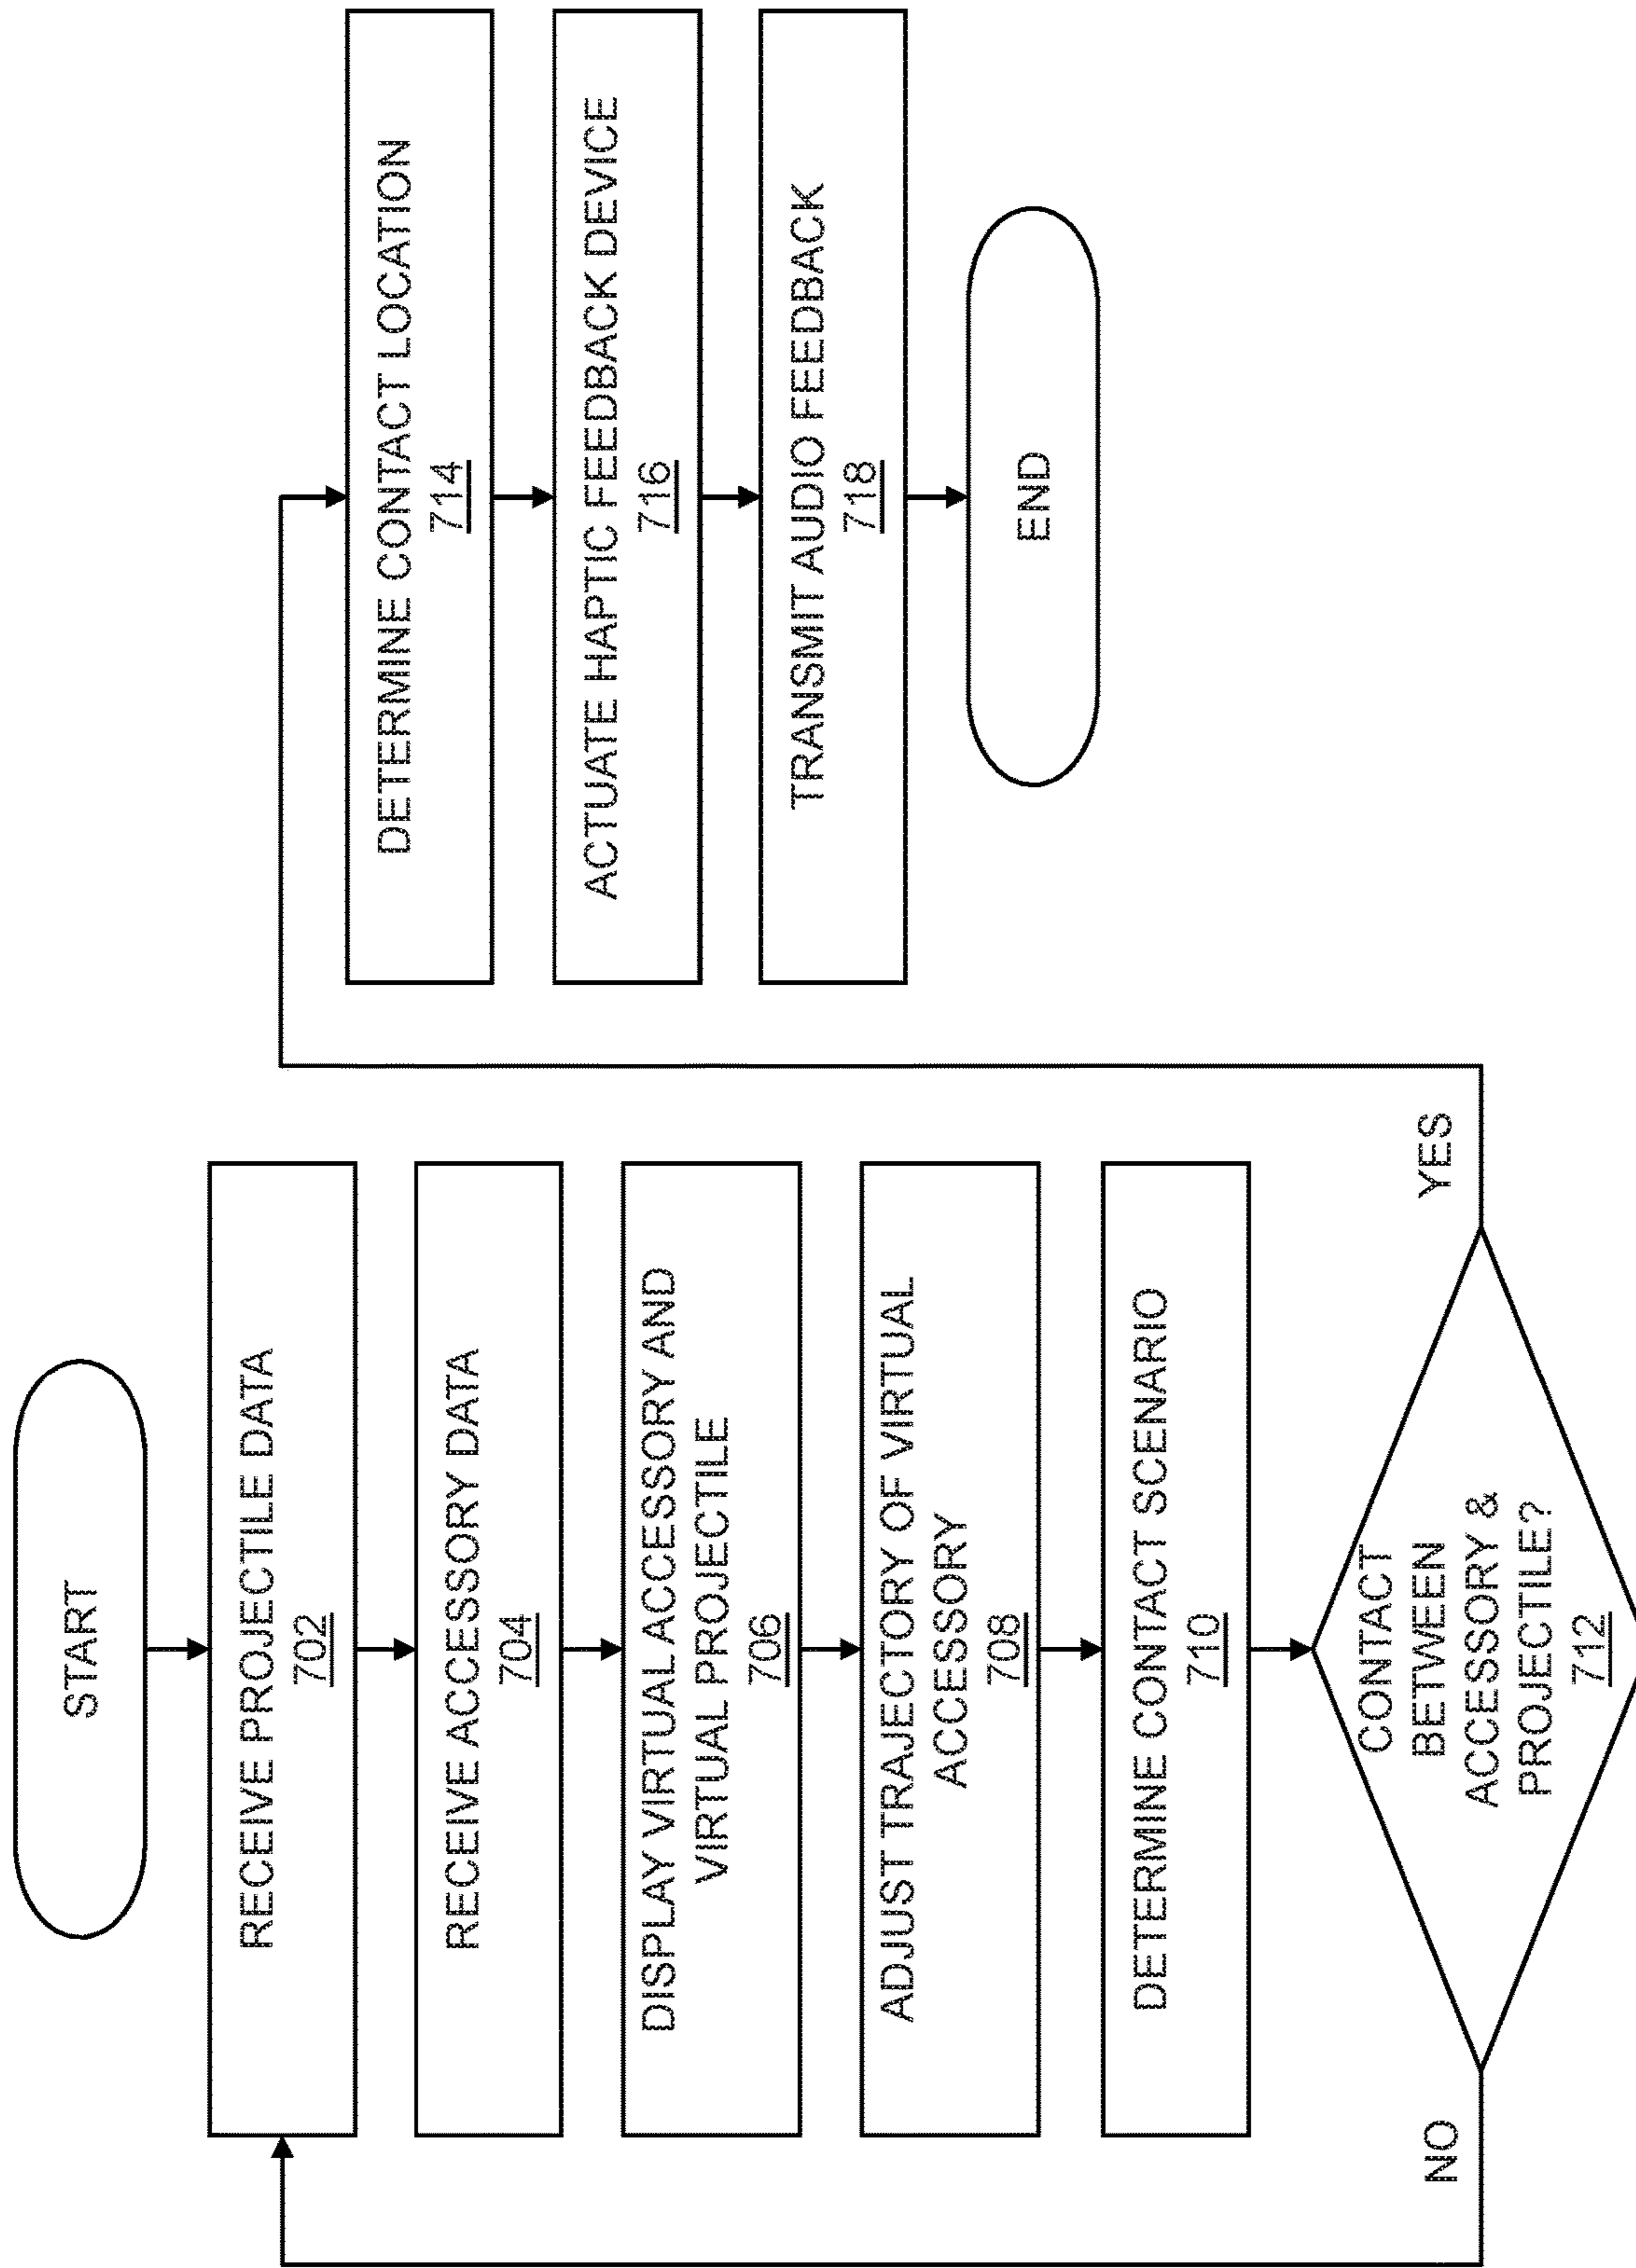 START
RECEIVE PROJECTILE DATA
702
RECEIVE ACCESSORY DATA
704
DISPLAY VIRTUAL ACCESSORY AND
VIRTUAL PROJECTILE
706
ADJUST TRAJECTORY OF VIRTUAL
ACCESSORY
708
DETERMINE CONTACT SCENARIO
710
CONTACT
BETWEEN
ACCESSORY &
PROJECTILE?
712
NO
YES
DETERMINE CONTACT LOCATION
714
ACTUATE HAPTIC FEEDBACK DEVICE
716
TRANSMIT AUDIO FEEDBACK
718
END